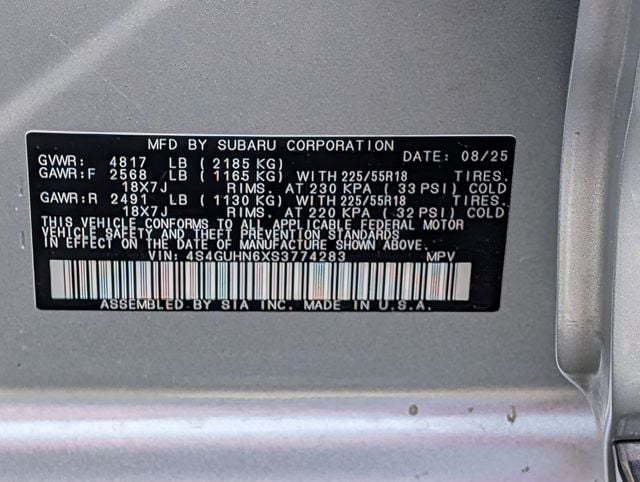 MFD BY SUBARU CORPORATION
GVWR: 4817 LB (2185 KG) DATE: 08/25
GAWR:F 2568 LB (1165 KG) WITH 225/55R18 TIRES.
18X7J RIMS. AT 230 KPA (33 PSI) COLD
GAWR:R 2491 LB (1130 KG) WITH 225/55R18 TIRES.
18X7J RIMS. AT 220 KPA (32 PSI) COLD
THIS VEHICLE CONFORMS TO ALL APPLICABLE FEDERAL MOTOR
VEHICLE SAFETY AND THEFT PREVENTION STANDARDS IN
EFFECT ON THE DATE OF MANUFACTURE SHOWN ABOVE.
VIN: 4S4GUHN6XS3774283 MPV
ASSEMBLED BY SIA INC. MADE IN U.S.A.